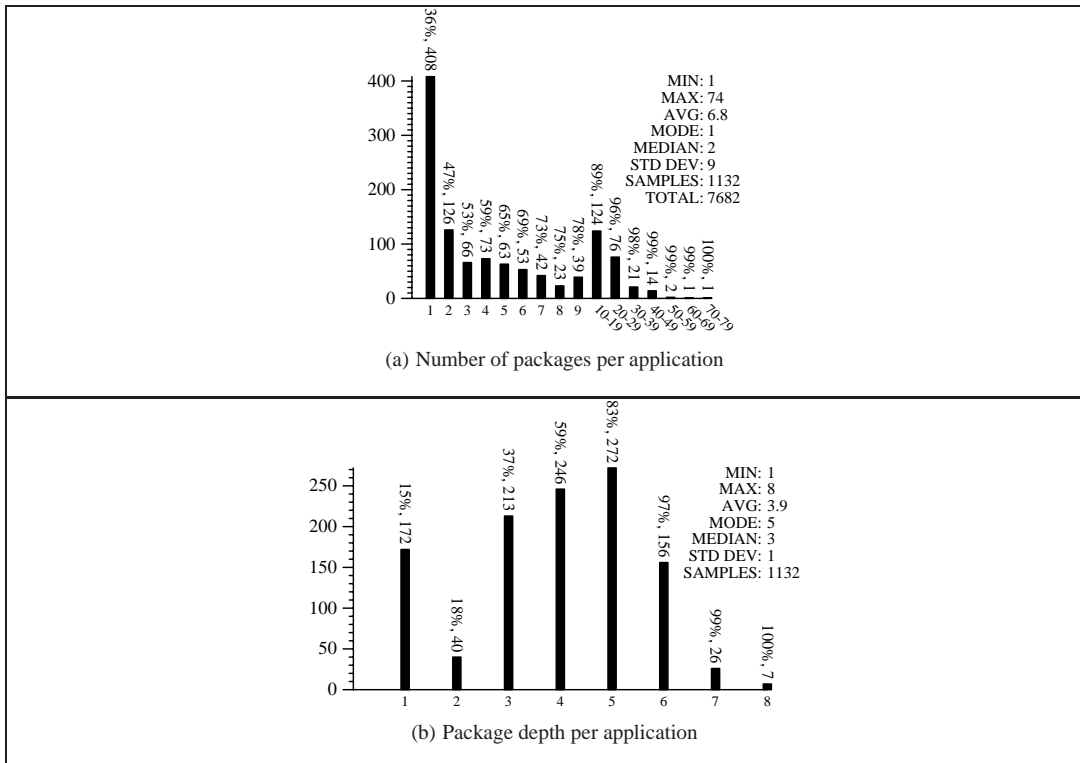 36%, 408
47%, 126
53%, 66
59%, 73
65%, 63
69%, 53
73%, 42
75%, 23
78%, 39
89%, 124
96%, 76
98%, 21
99%, 14
99%, 2
99%, 1
100%, 1
MIN: 1
MAX: 74
AVG: 6.8
MODE: 1
MEDIAN: 2
STD DEV: 9
SAMPLES: 1132
TOTAL: 7682
400
300
200
100
0
1 2 3 4 5 6 7 8 9 10-19 20-29 30-39 40-49 50-59 60-69 70-79
(a) Number of packages per application
15%, 172
18%, 40
37%, 213
59%, 246
83%, 272
97%, 156
99%, 26
100%, 7
MIN: 1
MAX: 8
AVG: 3.9
MODE: 5
MEDIAN: 3
STD DEV: 1
SAMPLES: 1132
250
200
150
100
50
0
1 2 3 4 5 6 7 8
(b) Package depth per application